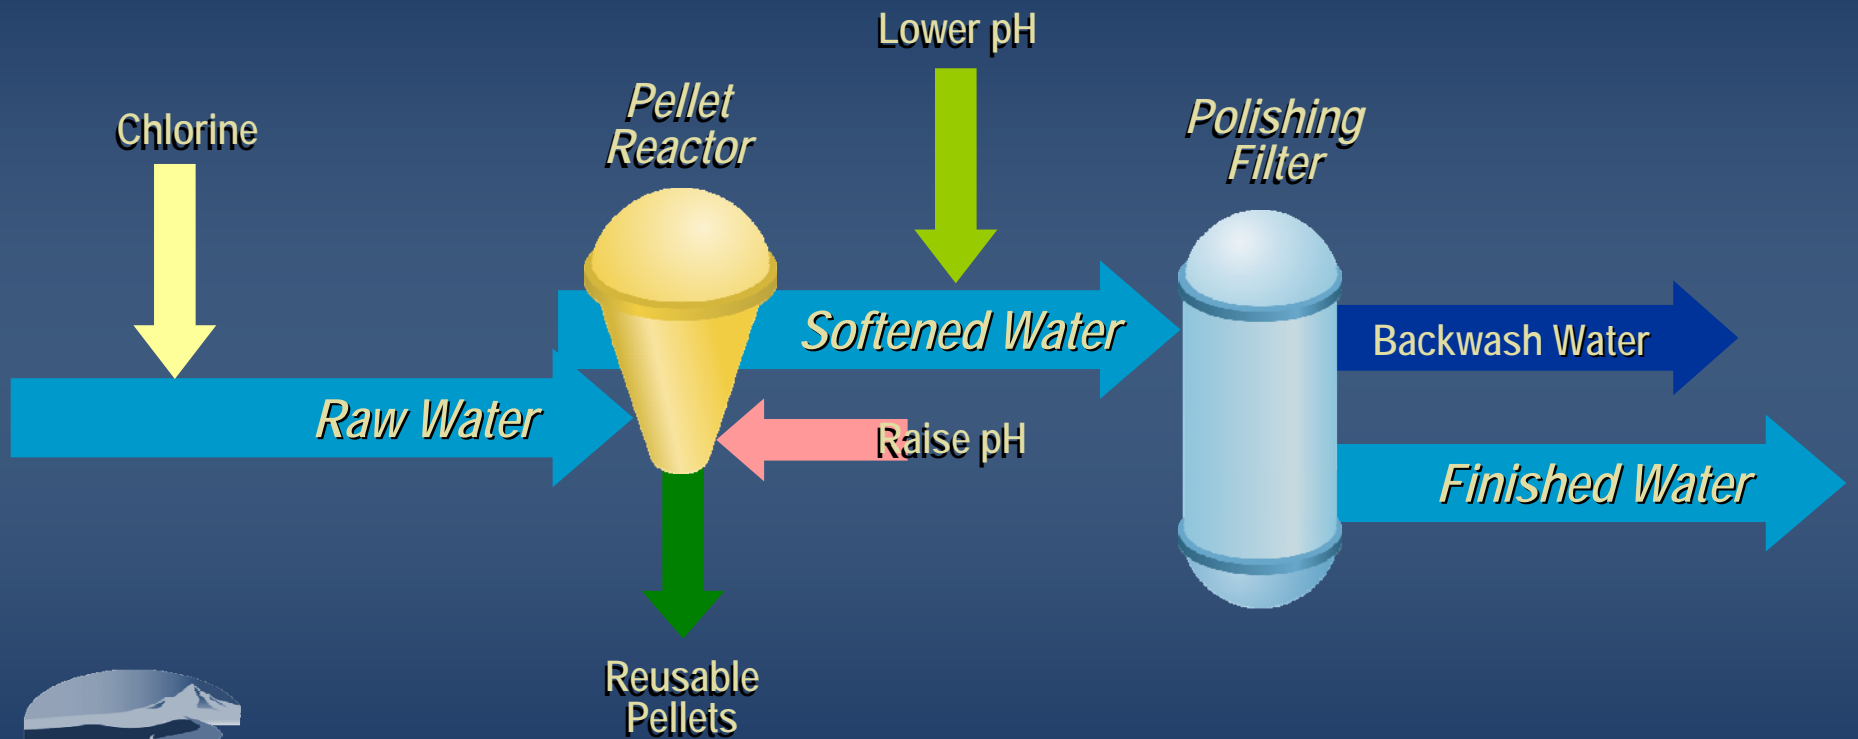 Lower pH
Chlorine
Pellet
Reactor
Polishing
Filter
Softened Water
Backwash Water
Raw Water
Raise pH
Finished Water
Reusable
Pellets